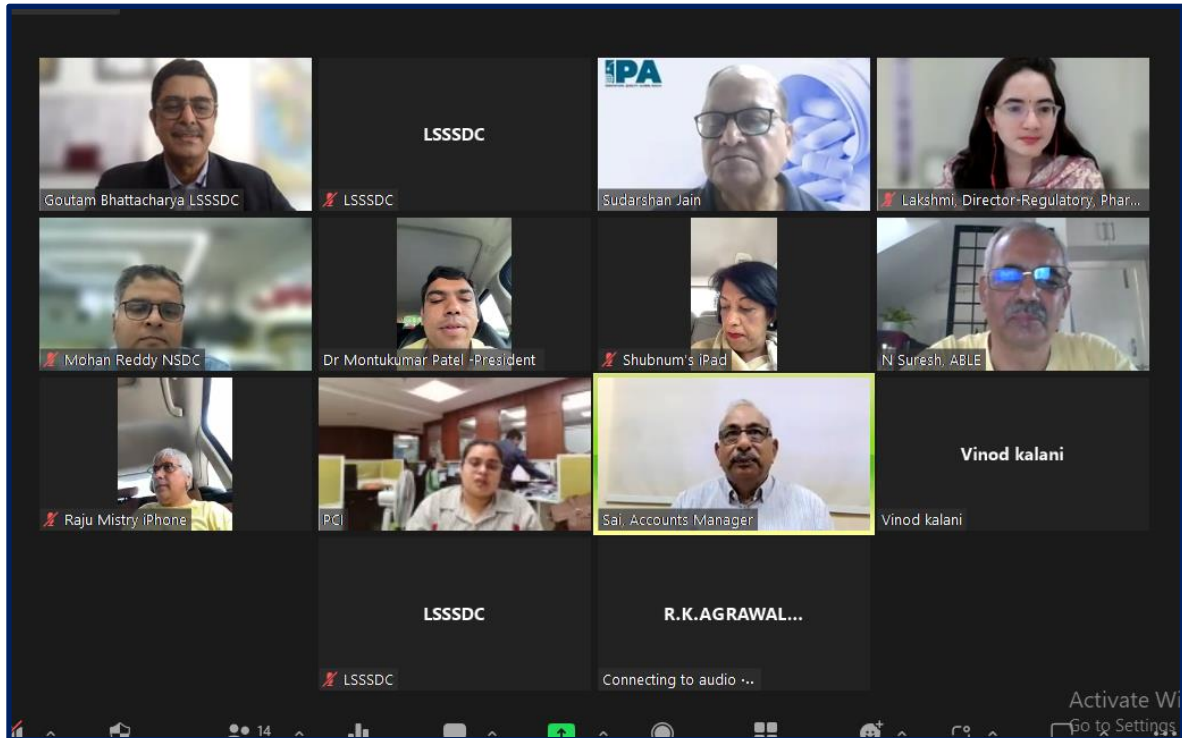 LSSSDC
IPA
Goutam Bhattacharya LSSSDC
LSSSDC
Sudarshan Jain
Lakshmi, Director-Regulatory, Phar...
Mohan Reddy NSDC
Dr Montukumar Patel -President
Shubnum's iPad
N Suresh, ABLE
Vinod kalani
Raju Mistry iPhone
PCI
Sai, Accounts Manager
Vinod kalani
LSSSDC
R.K.AGRAWAL...
LSSSDC
Connecting to audio ...
Activate Wi
Go to Settings
14